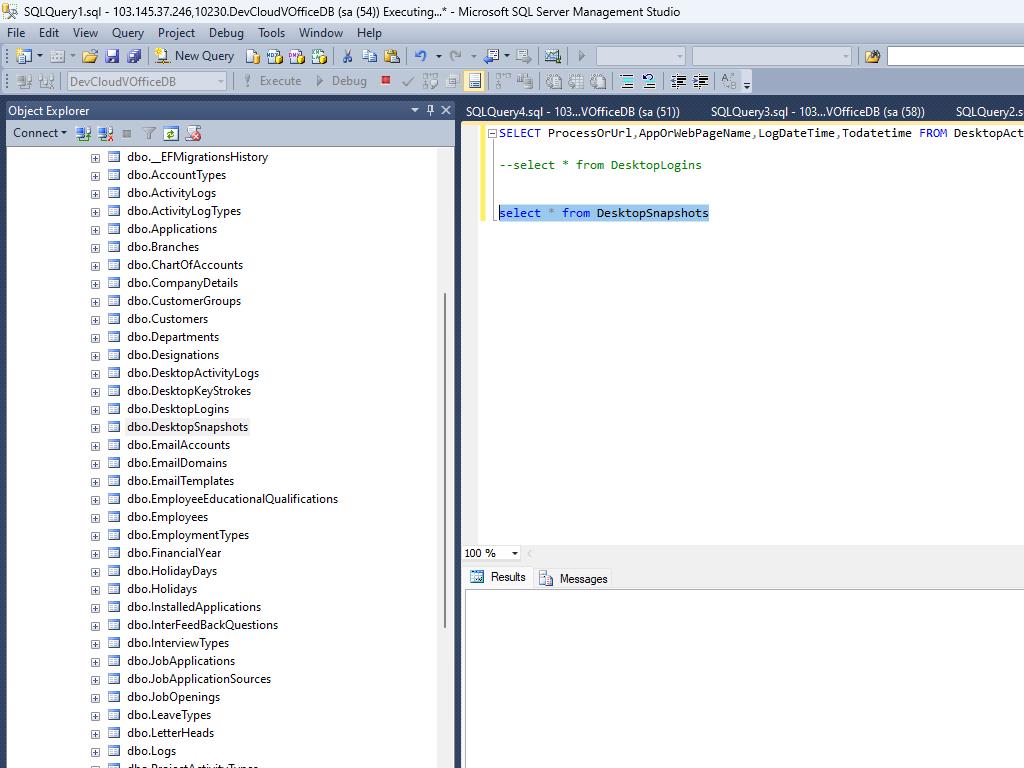 SQLQuery1.sql - 103.145.37.246,10230.DevCloudVOfficeDB (sa (54)) Executing...* - Microsoft SQL Server Management Studio
File Edit View Query Project Debug Tools Window Help
New Query
DevCloudVOfficeDB Execute Debug
Object Explorer
Connect
dbo.__EFMigrationsHistory
dbo.AccountTypes
dbo.ActivityLogs
dbo.ActivityLogTypes
dbo.Applications
dbo.Branches
dbo.ChartOfAccounts
dbo.CompanyDetails
dbo.CustomerGroups
dbo.Customers
dbo.Departments
dbo.Designations
dbo.DesktopActivityLogs
dbo.DesktopKeyStrokes
dbo.DesktopLogins
dbo.DesktopSnapshots
dbo.EmailAccounts
dbo.EmailDomains
dbo.EmailTemplates
dbo.EmployeeEducationalQualifications
dbo.Employees
dbo.EmploymentTypes
dbo.FinancialYear
dbo.HolidayDays
dbo.Holidays
dbo.InstalledApplications
dbo.InterFeedBackQuestions
dbo.InterviewTypes
dbo.JobApplications
dbo.JobApplicationSources
dbo.JobOpenings
dbo.LeaveTypes
dbo.LetterHeads
dbo.Logs
SQLQuery4.sql - 103...VOfficeDB (sa (51)) SQLQuery3.sql - 103...VOfficeDB (sa (58)) SQLQuery2.s
SELECT ProcessOrUrl,AppOrWebPageName,LogDateTime,Todatetime FROM DesktopAct
--select * from DesktopLogins
select * from DesktopSnapshots
100 %
Results Messages